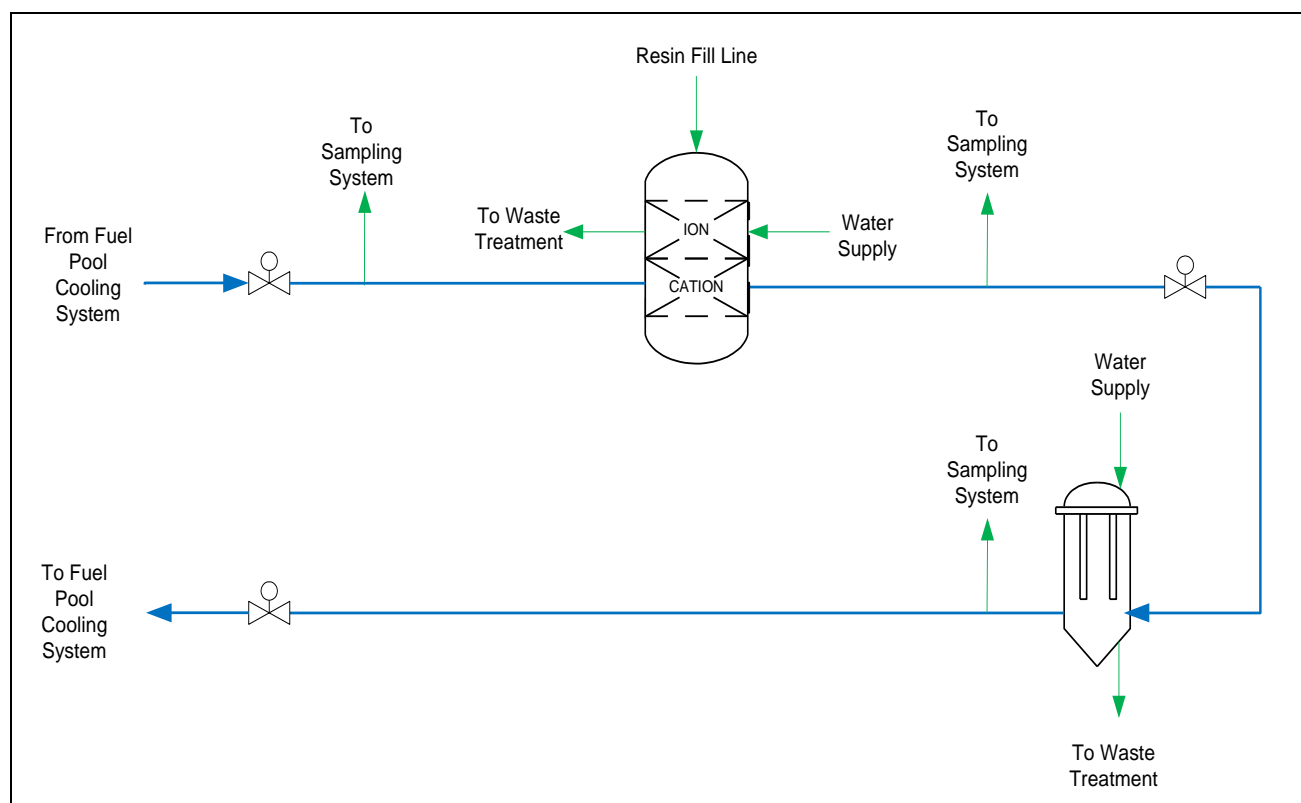 Resin Fill Line
To
Sampling
System
To
Sampling
System
From Fuel
Pool
Cooling
System
To Waste
Treatment
ION
Water
Supply
CATION
Water
Supply
To
Sampling
System
To Fuel
Pool
Cooling
System
To Waste
Treatment